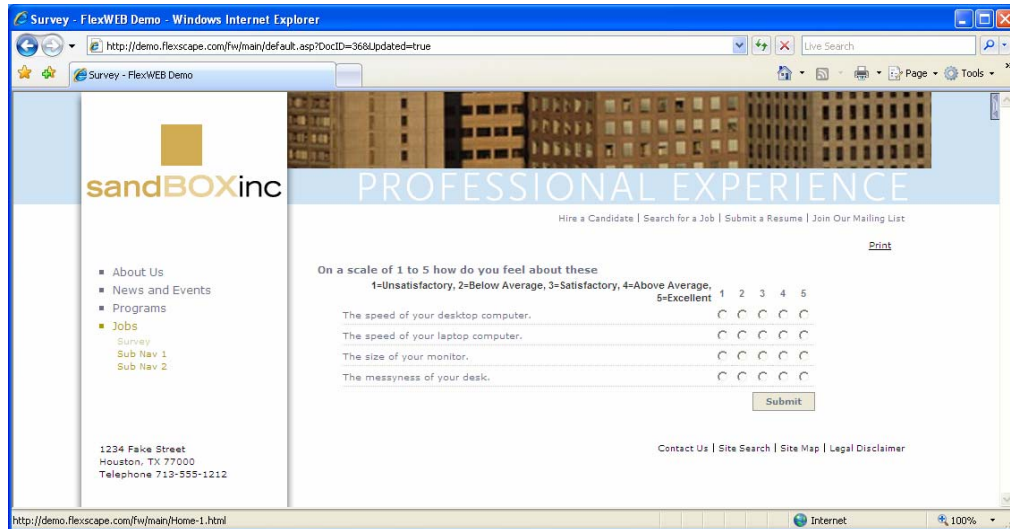 Survey - FlexWEB Demo - Windows Internet Explorer
http://demo.flexscape.com/fw/main/default.asp?DocID=36&Updated=true
Live Search
Survey - FlexWEB Demo
Page
Tools
sandBOXinc
PROFESSIONAL EXPERIENCE
Hire a Candidate | Search for a Job | Submit a Resume | Join Our Mailing List
Print
About Us
News and Events
Programs
Jobs
Survey
Sub Nav 1
Sub Nav 2
On a scale of 1 to 5 how do you feel about these
1=Unsatisfactory, 2=Below Average, 3=Satisfactory, 4=Above Average,
5=Excellent 1 2 3 4 5
The speed of your desktop computer.
The speed of your laptop computer.
The size of your monitor.
The messyness of your desk.
Submit
1234 Fake Street
Houston, TX 77000
Telephone 713-555-1212
Contact Us | Site Search | Site Map | Legal Disclaimer
http://demo.flexscape.com/fw/main/Home-1.html
Internet
100%